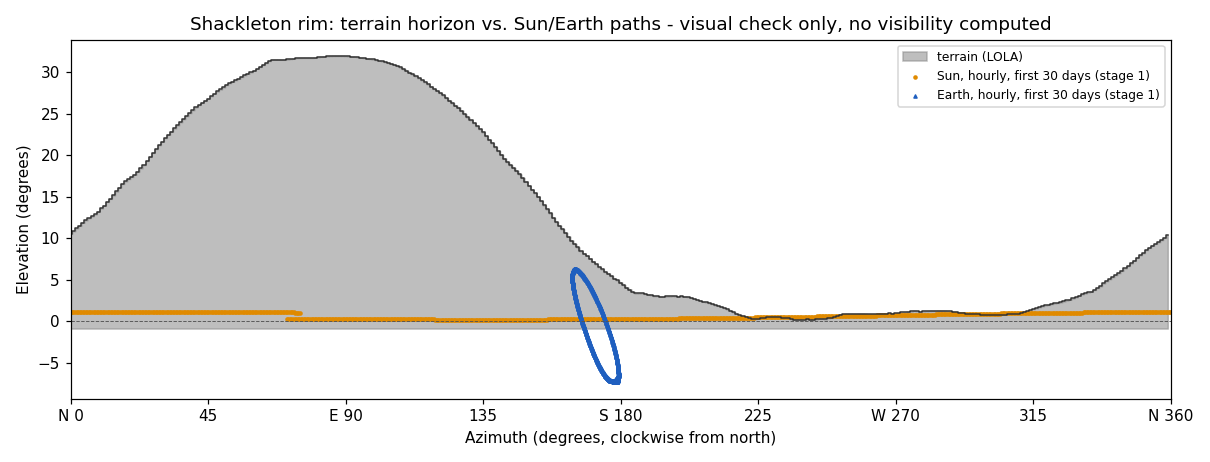 Shackleton rim: terrain horizon vs. Sun/Earth paths - visual check only, no visibility computed
terrain (LOLA)
Sun, hourly, first 30 days (stage 1)
Earth, hourly, first 30 days (stage 1)
Elevation (degrees)
30
25
20
15
10
5
0
−5
N 0 45 E 90 135 S 180 225 W 270 315 N 360
Azimuth (degrees, clockwise from north)